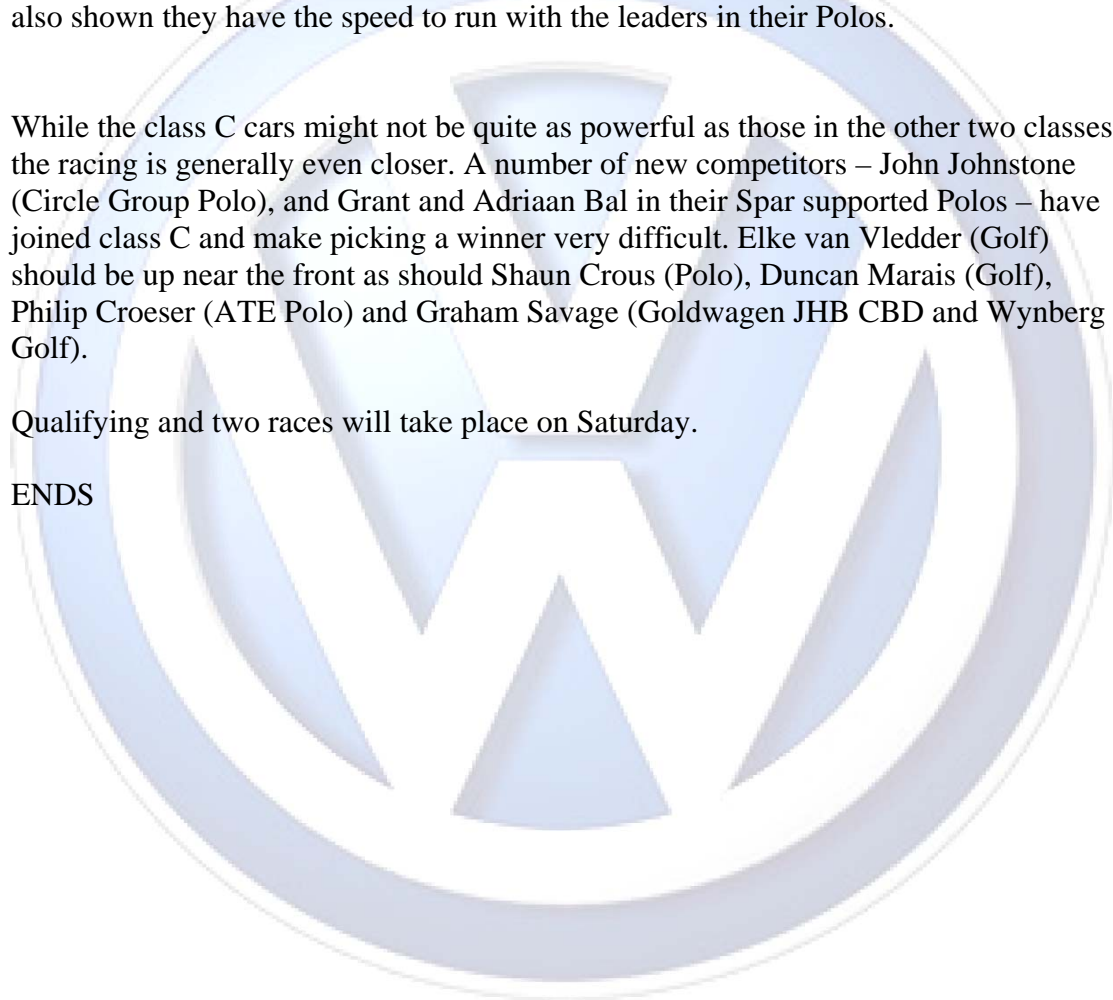 also shown they have the speed to run with the leaders in their Polos.
While the class C cars might not be quite as powerful as those in the other two classes
the racing is generally even closer. A number of new competitors – John Johnstone
(Circle Group Polo), and Grant and Adriaan Bal in their Spar supported Polos – have
joined class C and make picking a winner very difficult. Elke van Vledder (Golf)
should be up near the front as should Shaun Crous (Polo), Duncan Marais (Golf),
Philip Croeser (ATE Polo) and Graham Savage (Goldwagen JHB CBD and Wynberg
Golf).
Qualifying and two races will take place on Saturday.
ENDS